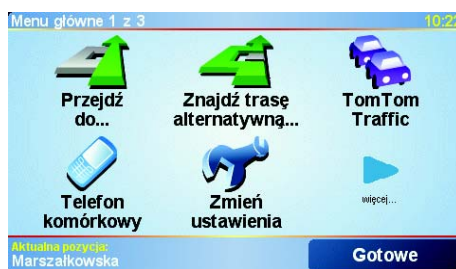 Menu główne 1 z 3
10:22
Przejdź
do...
Znajdź trasę
alternatywną...
TomTom
Traffic
Telefon
komórkowy
Zmień
ustawienia
więcej...
Aktualna pozycja:
Marszałkowska
Gotowe